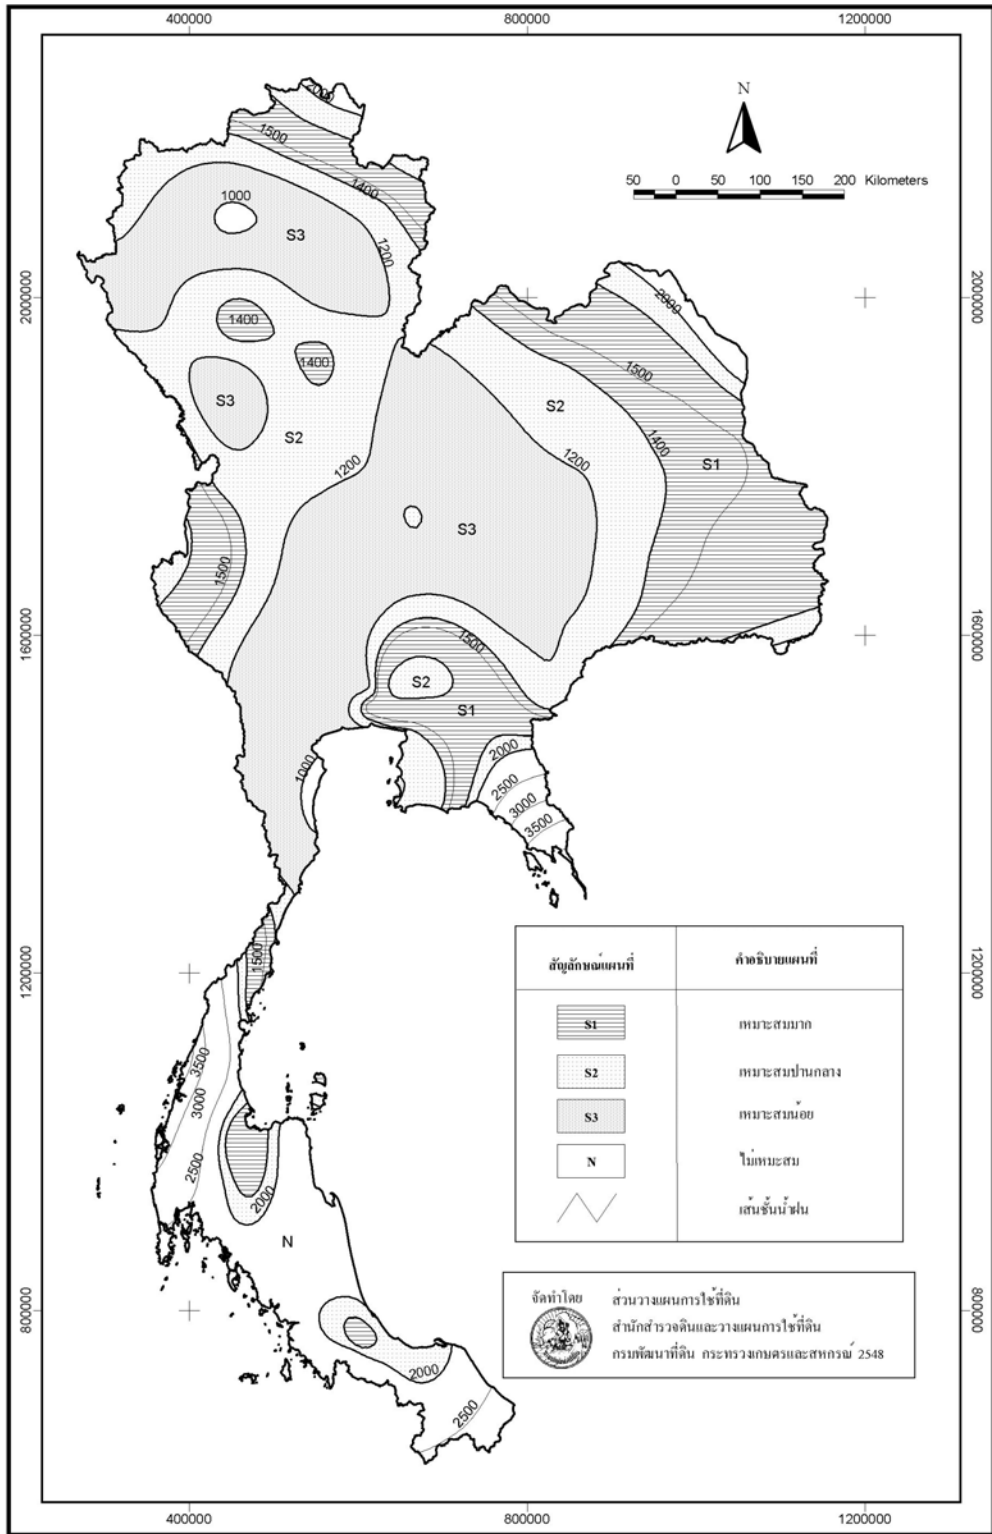 400000 800000 1200000
N
50 0 50 100 150 200 Kilometers
2000
1500
1400
1000
S3
1200
2000000 2000000
2000
1400
1400
1500
S3
S2
S2
1400
1200
1200
S1
S3
1500
1600000 1600000
1500
S2
S1
1000
2000
2500
3000
3500
1500
1200000 1200000
สัญลักษณ์แผนที่ คำอธิบายแผนที่
S1 เหมาะสมมาก
S2 เหมาะสมปานกลาง
S3 เหมาะสมน้อย
N ไม่เหมะสม
เส้นชั้นน้ำฝน
3500
3000
2500
2000
N
800000 800000
2000
2500
จัดทำโดย ส่วนวางแผนการใช้ที่ดิน
สำนักสำรวจดินและวางแผนการใช้ที่ดิน
กรมพัฒนาที่ดิน กระทรวงเกษตรและสหกรณ์ 2548
400000 800000 1200000